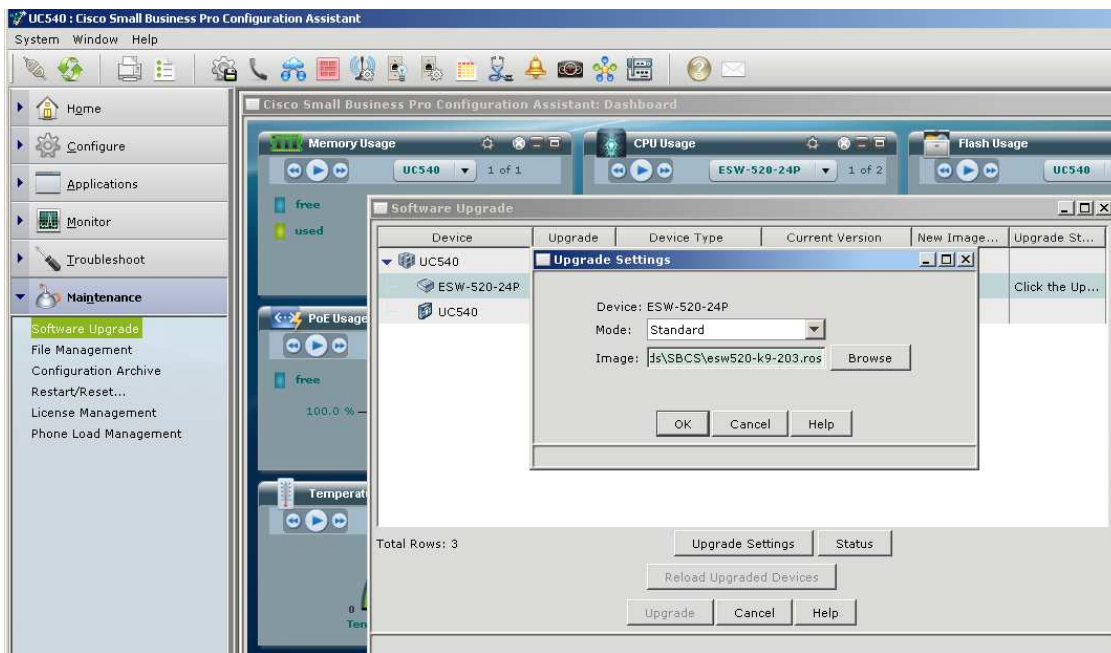 UC540 : Cisco Small Business Pro Configuration Assistant
System Window Help
Home
Configure
Applications
Monitor
Troubleshoot
Maintenance
Software Upgrade
File Management
Configuration Archive
Restart/Reset...
License Management
Phone Load Management
Cisco Small Business Pro Configuration Assistant: Dashboard
Memory Usage
UC540 1 of 1
free
used
CPU Usage
ESW-520-24P 1 of 2
Flash Usage
UC540
PoE Usage
free
100.0 %
Temperat
0
Ten
Software Upgrade
Device Upgrade Device Type Current Version New Image... Upgrade St...
UC540
ESW-520-24P Click the Up...
UC540
Upgrade Settings
Device: ESW-520-24P
Mode: Standard
Image: ds\SBCS\esw520-k9-203.ros Browse
OK Cancel Help
Total Rows: 3 Upgrade Settings Status
Reload Upgraded Devices
Upgrade Cancel Help